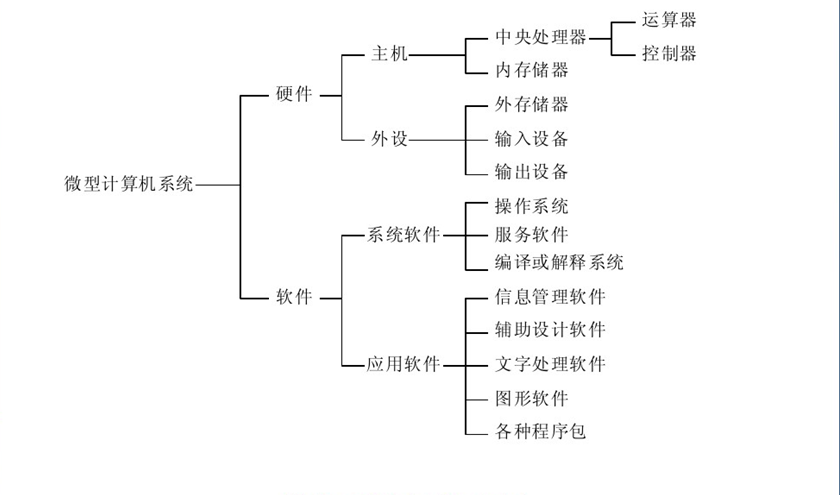 运算器
中央处理器
控制器
主机
内存储器
硬件
外存储器
外设
输入设备
输出设备
微型计算机系统
操作系统
系统软件
服务软件
编译或解释系统
软件
信息管理软件
辅助设计软件
应用软件
文字处理软件
图形软件
各种程序包